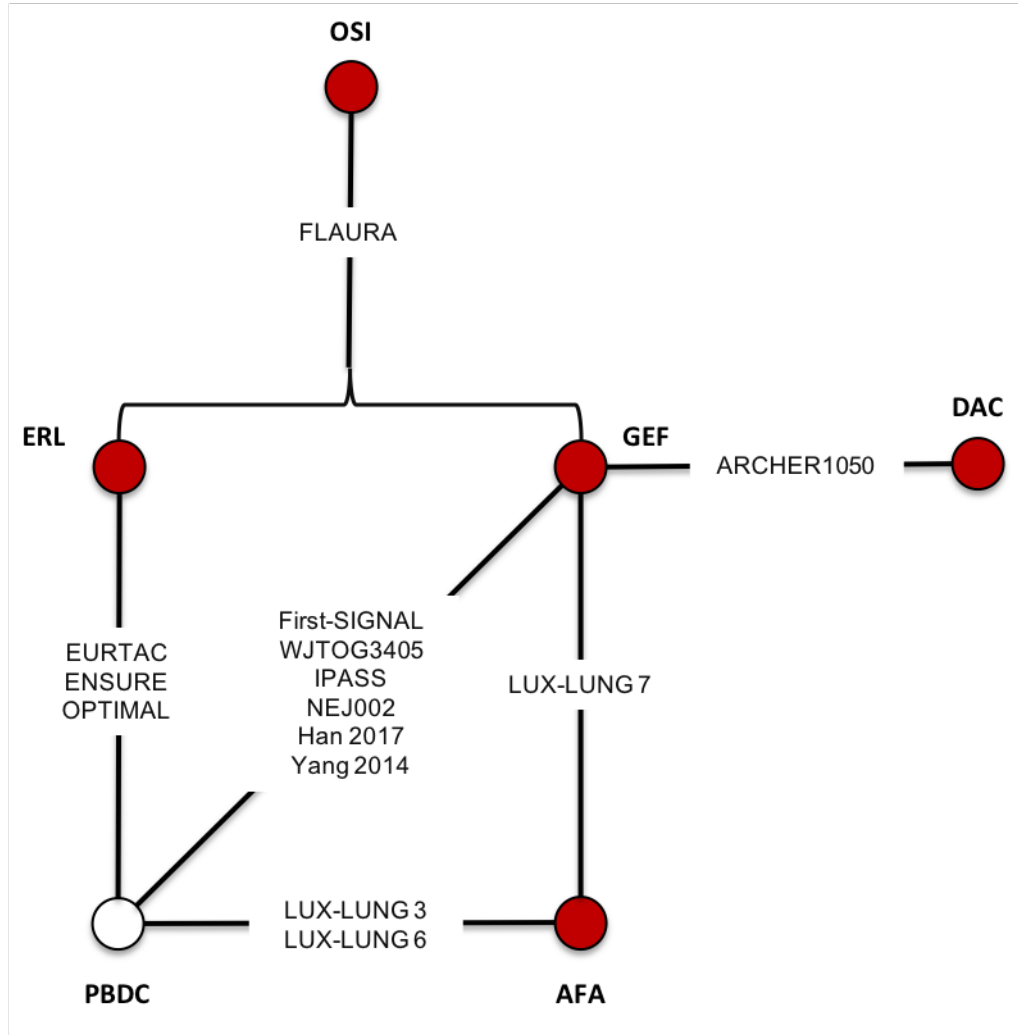 OSI
FLAURA
DAC
ERL
GEF
ARCHER1050
First-SIGNAL
WJTOG3405
IPASS
NEJ002
Han 2017
Yang 2014
EURTAC
ENSURE
OPTIMAL
LUX-LUNG 7
LUX-LUNG 3
LUX-LUNG 6
PBDC
AFA